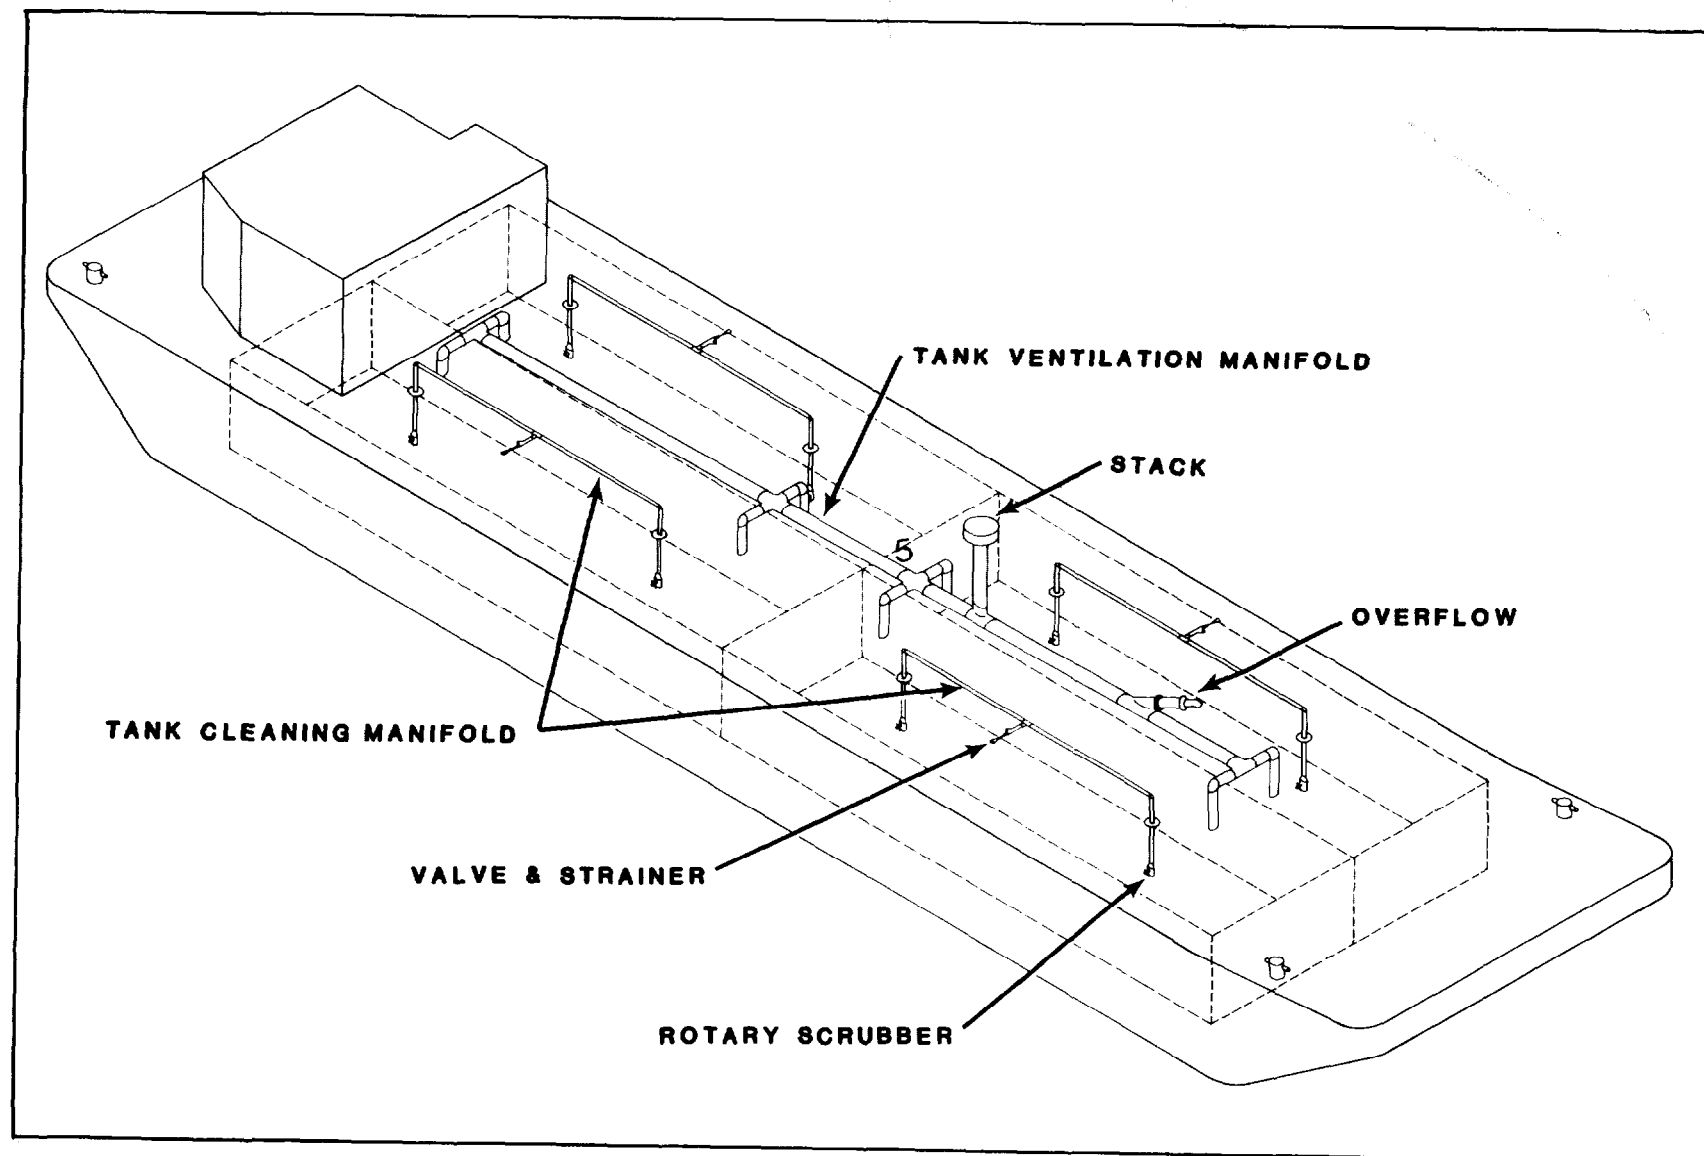 TANK VENTILATION MANIFOLD
STACK
5
OVERFLOW
TANK CLEANING MANIFOLD
VALVE & STRAINER
ROTARY SCRUBBER